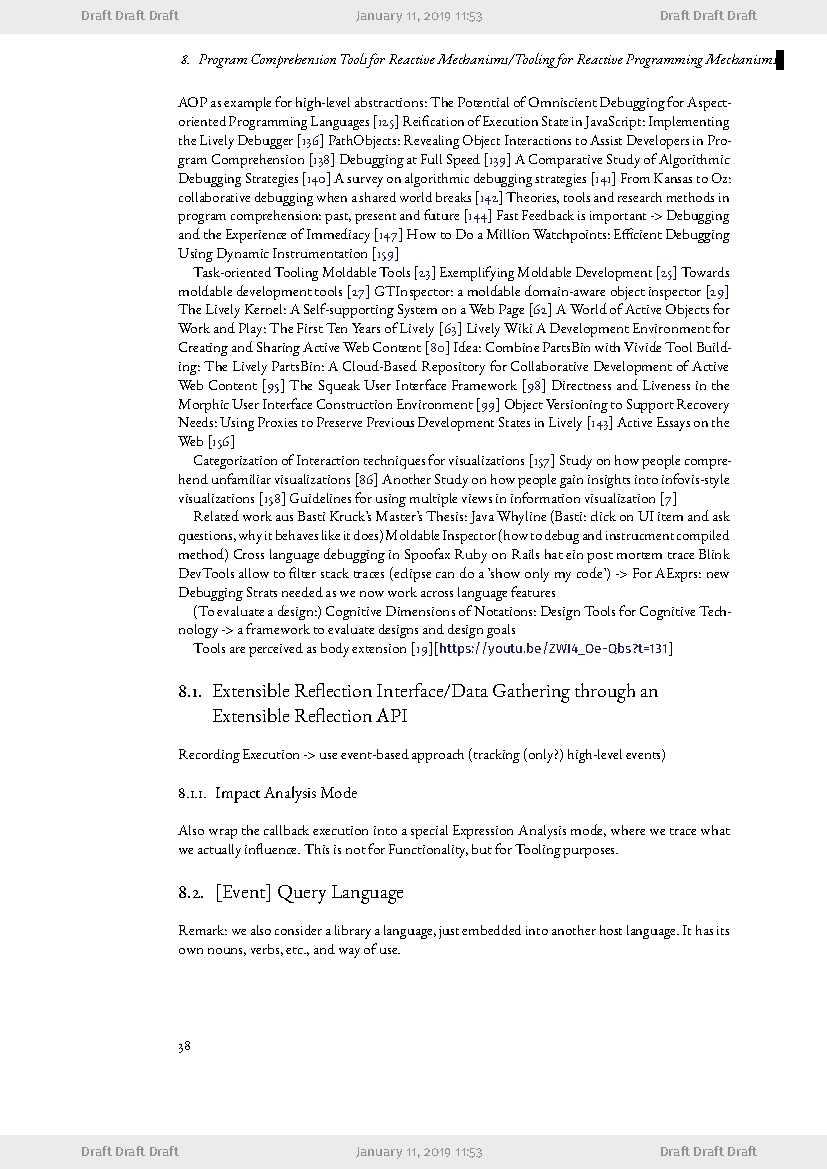 Draft Draft Draft January 11, 2019 11:53 Draft Draft Draft
8. Program Comprehension Tools for Reactive Mechanisms/Tooling for Reactive Programming Mechanisms
AOP as example for high-level abstractions: The Potential of Omniscient Debugging for Aspect-
oriented Programming Languages [125] Reification of Execution State in JavaScript: Implementing
the Lively Debugger [136] PathObjects: Revealing Object Interactions to Assist Developers in Pro-
gram Comprehension [138] Debugging at Full Speed [139] A Comparative Study of Algorithmic
Debugging Strategies [140] A survey on algorithmic debugging strategies [141] From Kansas to Oz:
collaborative debugging when a shared world breaks [142] Theories, tools and research methods in
program comprehension: past, present and future [144] Fast Feedback is important -> Debugging
and the Experience of Immediacy [147] How to Do a Million Watchpoints: Efficient Debugging
Using Dynamic Instrumentation [159]
Task-oriented Tooling Moldable Tools [23] Exemplifying Moldable Development [25] Towards
moldable development tools [27] GTInspector: a moldable domain-aware object inspector [29]
The Lively Kernel: A Self-supporting System on a Web Page [62] A World of Active Objects for
Work and Play: The First Ten Years of Lively [63] Lively Wiki A Development Environment for
Creating and Sharing Active Web Content [80] Idea: Combine PartsBin with Vivide Tool Build-
ing: The Lively PartsBin: A Cloud-Based Repository for Collaborative Development of Active
Web Content [95] The Squeak User Interface Framework [98] Directness and Liveness in the
Morphic User Interface Construction Environment [99] Object Versioning to Support Recovery
Needs: Using Proxies to Preserve Previous Development States in Lively [143] Active Essays on the
Web [156]
Categorization of Interaction techniques for visualizations [157] Study on how people compre-
hend unfamiliar visualizations [86] Another Study on how people gain insights into infovis-style
visualizations [158] Guidelines for using multiple views in information visualization [7]
Related work aus Basti Kruck's Master's Thesis: Java Whyline (Basti: click on UI item and ask
questions, why it behaves like it does) Moldable Inspector (how to debug and instrucment compiled
method) Cross language debugging in Spoofax Ruby on Rails hat ein post mortem trace Blink
DevTools allow to filter stack traces (eclipse can do a 'show only my code') -> For AExprs: new
Debugging Strats needed as we now work across language features
(To evaluate a design:) Cognitive Dimensions of Notations: Design Tools for Cognitive Tech-
nology -> a framework to evaluate designs and design goals
Tools are perceived as body extension [19][https://youtu.be/ZWI4_Oe-Qbs?t=131]
8.1. Extensible Reflection Interface/Data Gathering through an
Extensible Reflection API
Recording Execution -> use event-based approach (tracking (only?) high-level events)
8.1.1. Impact Analysis Mode
Also wrap the callback execution into a special Expression Analysis mode, where we trace what
we actually influence. This is not for Functionality, but for Tooling purposes.
8.2. [Event] Query Language
Remark: we also consider a library a language, just embedded into another host language. It has its
own nouns, verbs, etc., and way of use.
38
Draft Draft Draft January 11, 2019 11:53 Draft Draft Draft